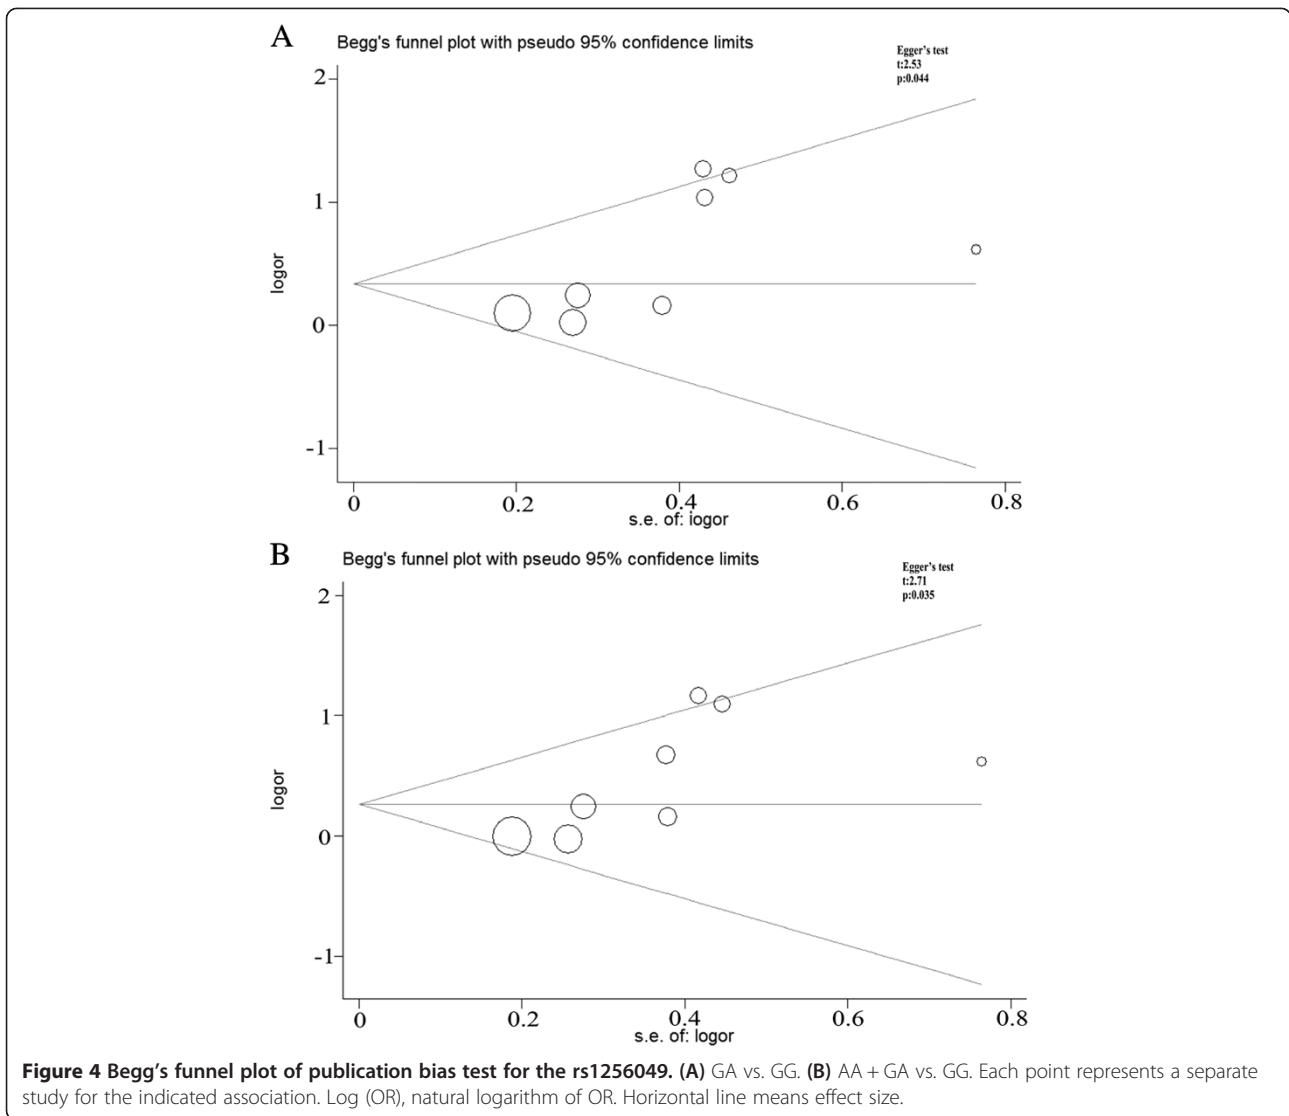 A
Begg's funnel plot with pseudo 95% confidence limits
Egger's test
t:2.53
p:0.044
2
1
0
-1
logor
0 0.2 0.4 0.6 0.8
s.e. of: iogor
B
Begg's funnel plot with pseudo 95% confidence limits
Egger's test
t:2.71
p:0.035
2
1
0
-1
logor
0 0.2 0.4 0.6 0.8
s.e. of: logor
Figure 4 Begg's funnel plot of publication bias test for the rs1256049. (A) GA vs. GG. (B) AA + GA vs. GG. Each point represents a separate
study for the indicated association. Log (OR), natural logarithm of OR. Horizontal line means effect size.